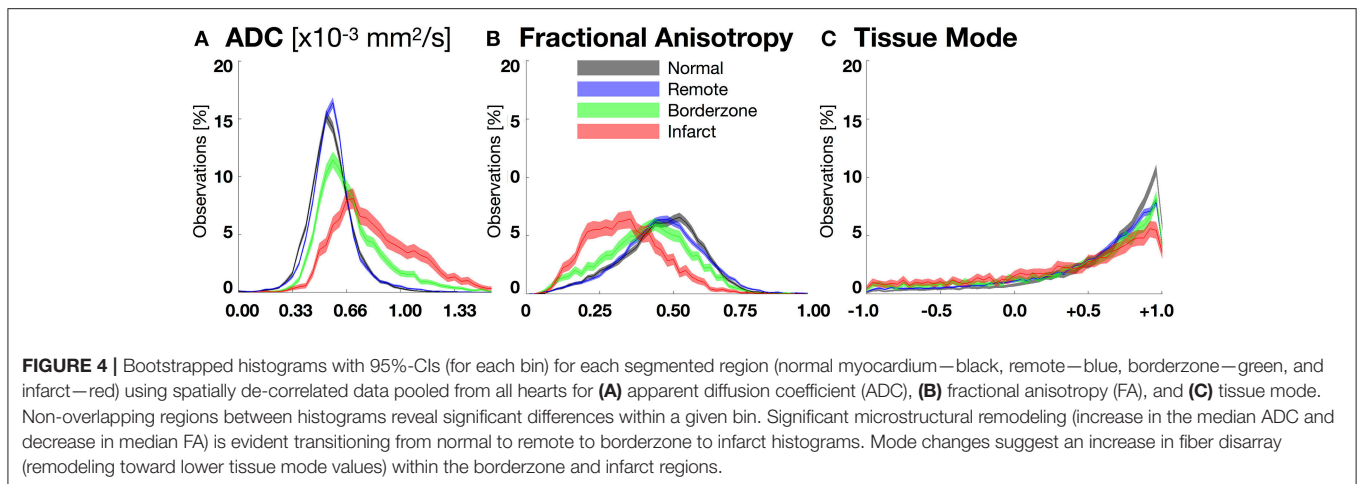 A ADC [x10-3 mm2/s]
B Fractional Anisotropy
C Tissue Mode
Observations [%]
20
15
10
5
0
0.00 0.33 0.66 1.00 1.33
Observations [%]
20
5
0
5
0
0 0.25 0.50 0.75 1.00
Normal
Remote
Borderzone
Infarct
Observations [%]
20
15
10
5
0
-1.0 -0.5 0.0 +0.5 +1.0
FIGURE 4 | Bootstrapped histograms with 95%-CIs (for each bin) for each segmented region (normal myocardium—black, remote—blue, borderzone—green, and
infarct—red) using spatially de-correlated data pooled from all hearts for (A) apparent diffusion coefficient (ADC), (B) fractional anisotropy (FA), and (C) tissue mode.
Non-overlapping regions between histograms reveal significant differences within a given bin. Significant microstructural remodeling (increase in the median ADC and
decrease in median FA) is evident transitioning from normal to remote to borderzone to infarct histograms. Mode changes suggest an increase in fiber disarray
(remodeling toward lower tissue mode values) within the borderzone and infarct regions.